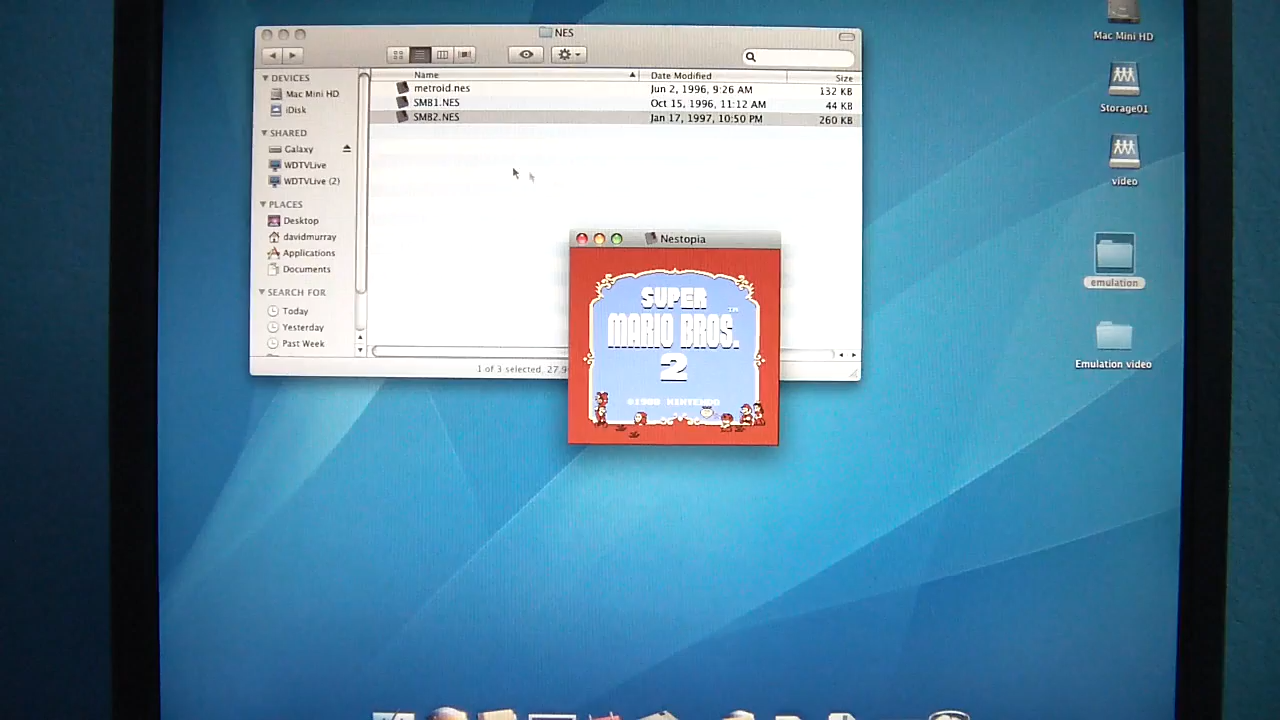 NES
Name Date Modified Size
metroid.nes Jun 2, 1996, 9:26 AM 132 KB
SMB1.NES Oct 15, 1996, 11:12 AM 44 KB
SMB2.NES Jan 17, 1997, 10:50 PM 260 KB
DEVICES
Mac Mini HD
iDisk
SHARED
Galaxy
WDTVLive
WDTVLive (2)
PLACES
Desktop
davidmurray
Applications
Documents
SEARCH FOR
Today
Yesterday
Past Week
1 of 3 selected, 27.9
Nestopia
SUPER
MARIO BROS.
TM
2
©1988 NINTENDO
Mac Mini HD
Storage01
video
emulation
Emulation video